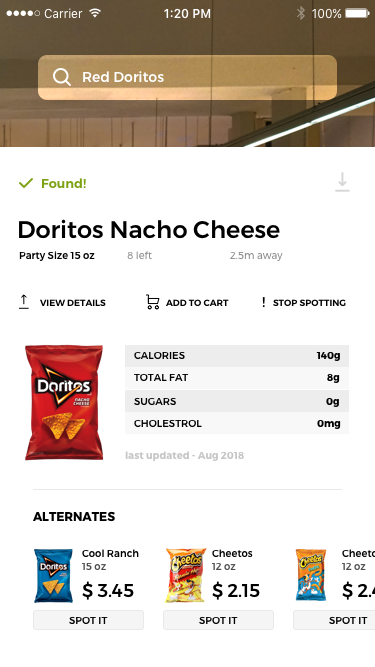 Carrier 1:20 PM 100%
Red Doritos
Found!
Doritos Nacho Cheese
Party Size 15 oz 8 left 2.5m away
VIEW DETAILS ADD TO CART ! STOP SPOTTING
Doritos
NACHO
CHEESE
CALORIES 140g
TOTAL FAT 8g
SUGARS 0g
CHOLESTROL 0mg
last updated - Aug 2018
ALTERNATES
Doritos
Cool Ranch
15 oz
$ 3.45
SPOT IT
Cheetos
Cheetos
12 oz
$ 2.15
SPOT IT
Cheetos
Cheeto
12 oz
$ 2.4
SPOT IT